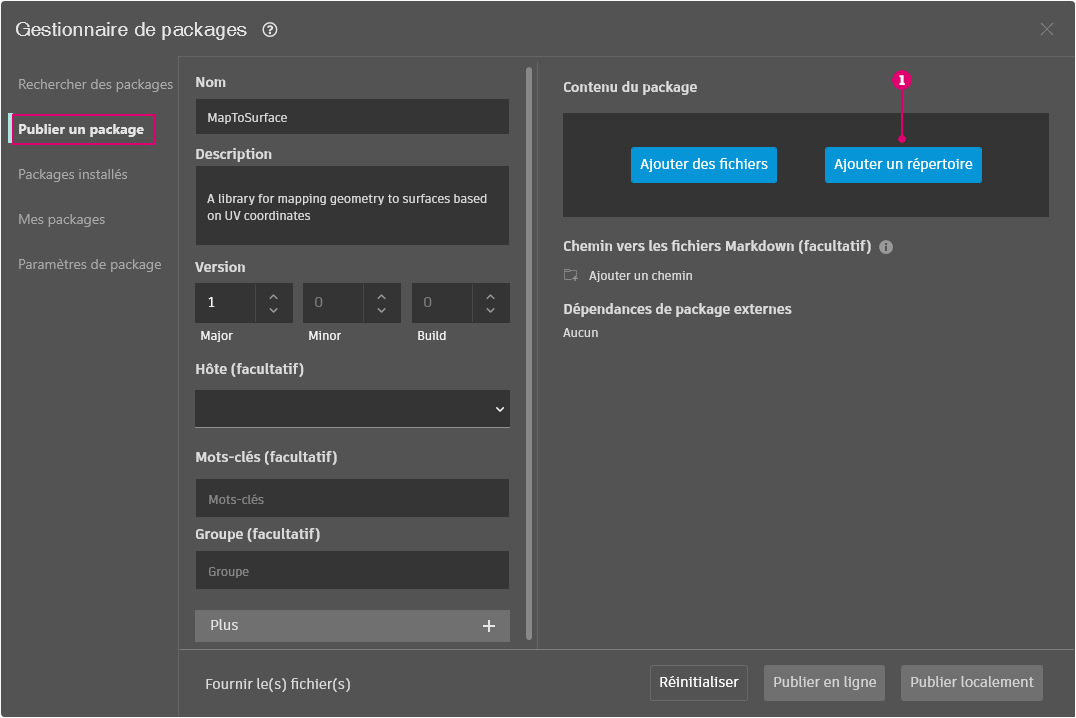 Gestionnaire de packages ?
Rechercher des packages
Publier un package
Packages installés
Mes packages
Paramètres de package
Nom
MapToSurface
Description
A library for mapping geometry to surfaces based
on UV coordinates
Version
1
0
0
Major
Minor
Build
Hôte (facultatif)
Mots-clés (facultatif)
Mots-clés
Groupe (facultatif)
Groupe
Plus
Contenu du package
1
Ajouter des fichiers
Ajouter un répertoire
Chemin vers les fichiers Markdown (facultatif) i
Ajouter un chemin
Dépendances de package externes
Aucun
Fournir le(s) fichier(s)
Réinitialiser
Publier en ligne
Publier localement